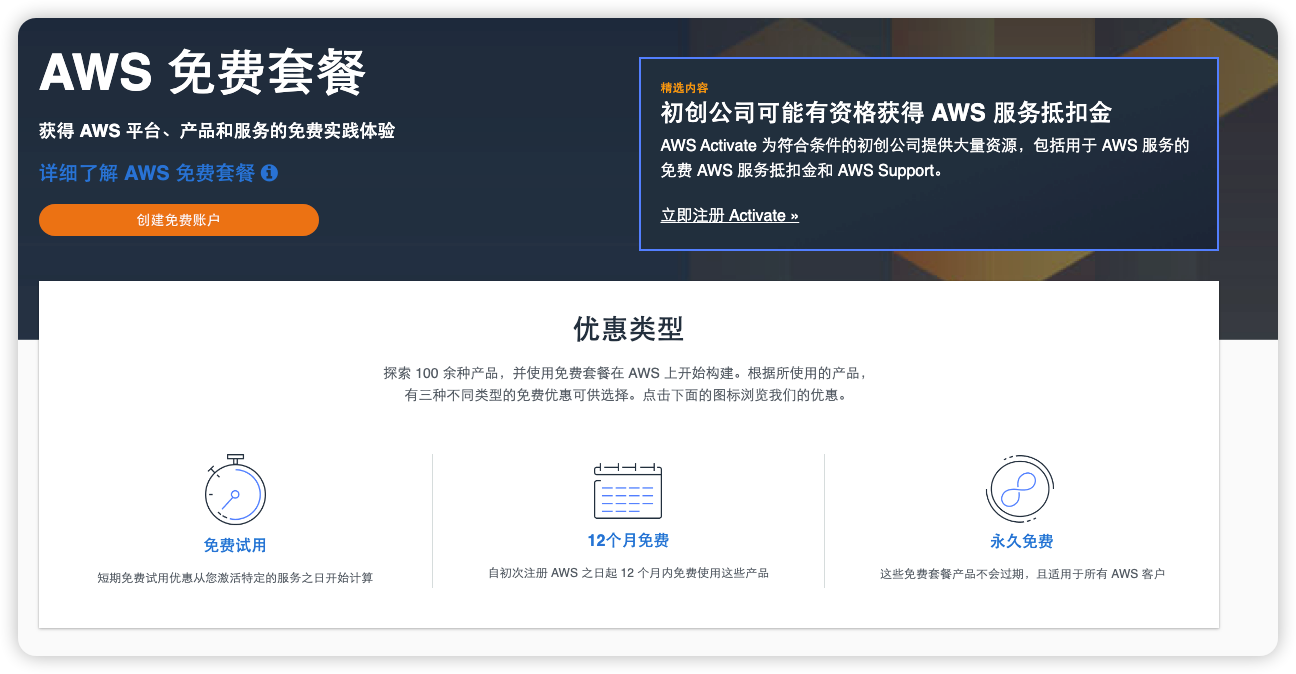 AWS 免费套餐
获得 AWS 平台、产品和服务的免费实践体验
详细了解 AWS 免费套餐
创建免费账户
精选内容
初创公司可能有资格获得 AWS 服务抵扣金
AWS Activate 为符合条件的初创公司提供大量资源，包括用于 AWS 服务的
免费 AWS 服务抵扣金和 AWS Support。
立即注册 Activate »
优惠类型
探索 100 余种产品，并使用免费套餐在 AWS 上开始构建。根据所使用的产品，
有三种不同类型的免费优惠可供选择。点击下面的图标浏览我们的优惠。
免费试用
短期免费试用优惠从您激活特定的服务之日开始计算
12个月免费
自初次注册 AWS 之日起 12 个月内免费使用这些产品
永久免费
这些免费套餐产品不会过期，且适用于所有 AWS 客户